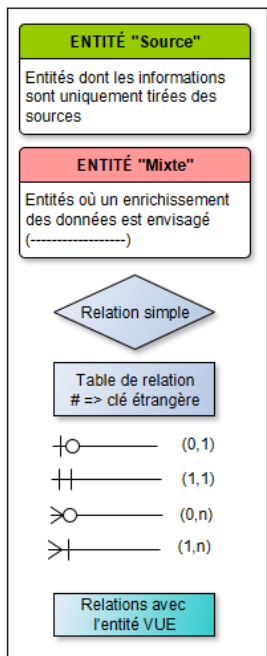 ENTITÉ "Source"
Entités dont les informations
sont uniquement tirées des
sources
ENTITÉ "Mixte"
Entités où un enrichissement
des données est envisagé
(------------------)
Relation simple
Table de relation
# => clé étrangère
(0,1)
(1,1)
(0,n)
(1,n)
Relations avec
l'entité VUE